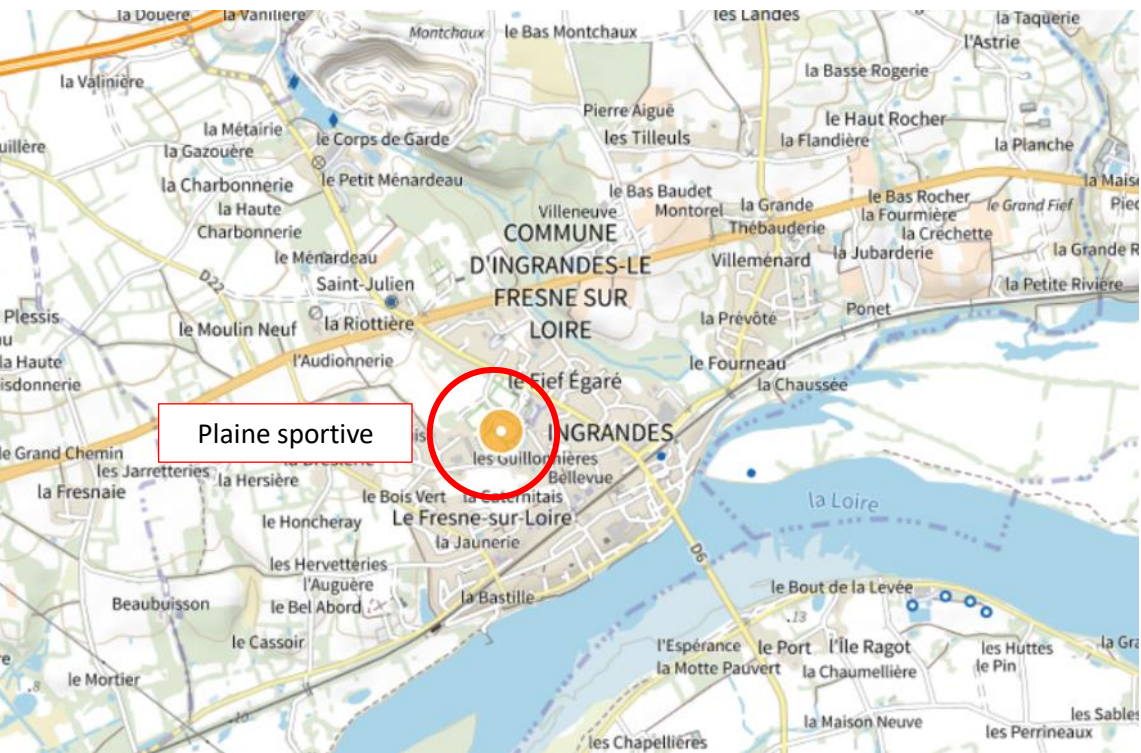 la Douère
la Vanilière
Montchaux
le Bas Montchaux
les Landes
la Taquerie
l'Astrie
la Valinière
la Basse Rogerie
Pierre Aiguë
le Haut Rocher
la Métairie
le Corps de Garde
les Tilleuls
la Flandière
la Planche
la Gazouère
la Charbonnerie
le Petit Ménardeau
le Bas Baudet
le Bas Rocher
la Haute
Charbonnerie
Villeneuve
Montorel
la Grande
Thébauderie
la Fourmière
le Grand Fief
COMMUNE
D'INGRANDES-LE
FRESNE SUR
LOIRE
la Créchette
le Ménardeau
Villeménard
la Jubarderie
la Grande
D22
Saint-Julien
la Petite Rivière
Plessis
le Moulin Neuf
la Riottière
la Prévôté
Ponet
la Haute
l'Audionnerie
le Fourneau
le Fief Égaré
la Chaussée
Plaine sportive
INGRANDES
le Grand Chemin
les Jarretteries
la Hersière
les Guillonnières
la Fresnaie
Bellevue
le Bois Vert
la Loire
le Honcheray
Le Fresne-sur-Loire
la Jaunerie
D6
les Hervetteries
l'Auguère
le Bout de la Levée
Beaubuisson
le Bel Abord
la Bastille
.13
le Cassoir
l'Espérance
le Port
l'Île Ragot
les Huttes
le Pin
la Motte Pauvert
la Chaumellière
le Mortier
.8
.10
la Maison Neuve
les Sables
les Perrineaux
les Chapellières